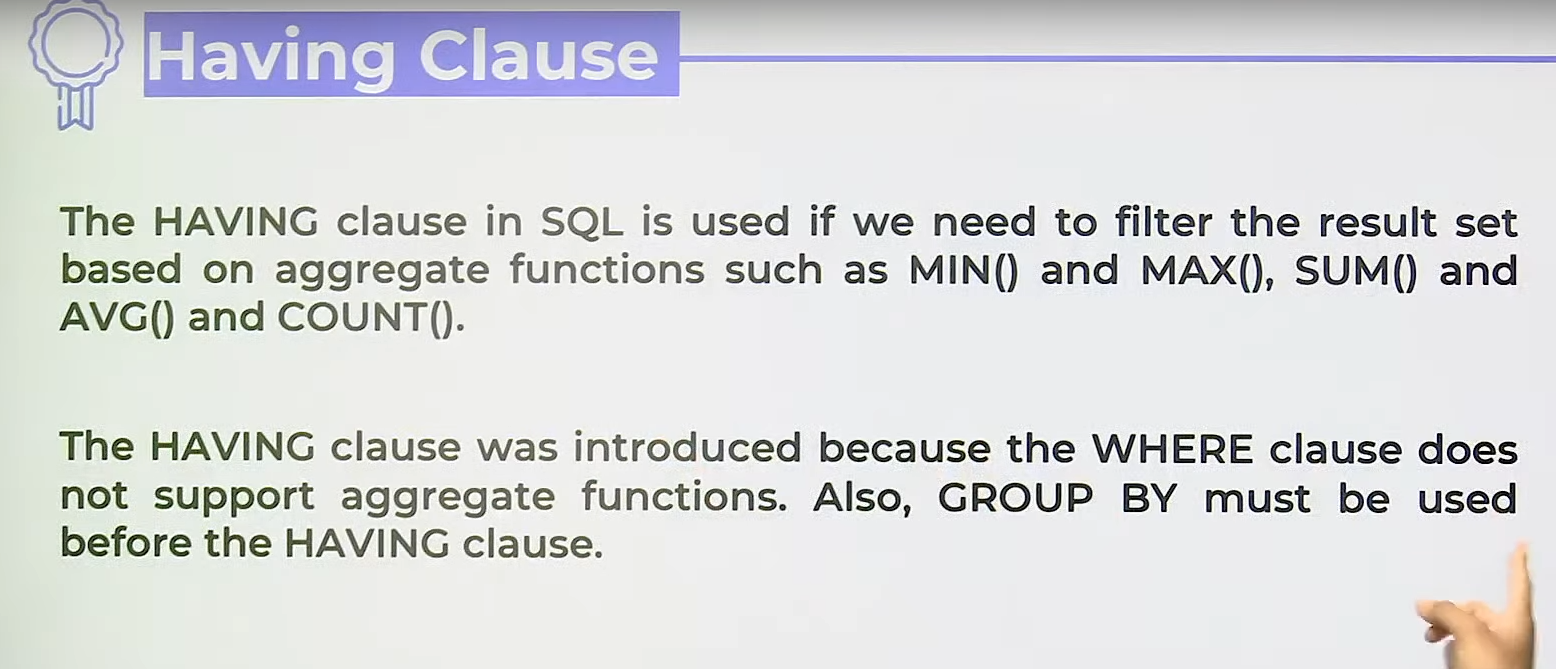 Having Clause
The HAVING clause in SQL is used if we need to filter the result set
based on aggregate functions such as MIN() and MAX(), SUM() and
AVG() and COUNT().
The HAVING clause was introduced because the WHERE clause does
not support aggregate functions. Also, GROUP BY must be used
before the HAVING clause.